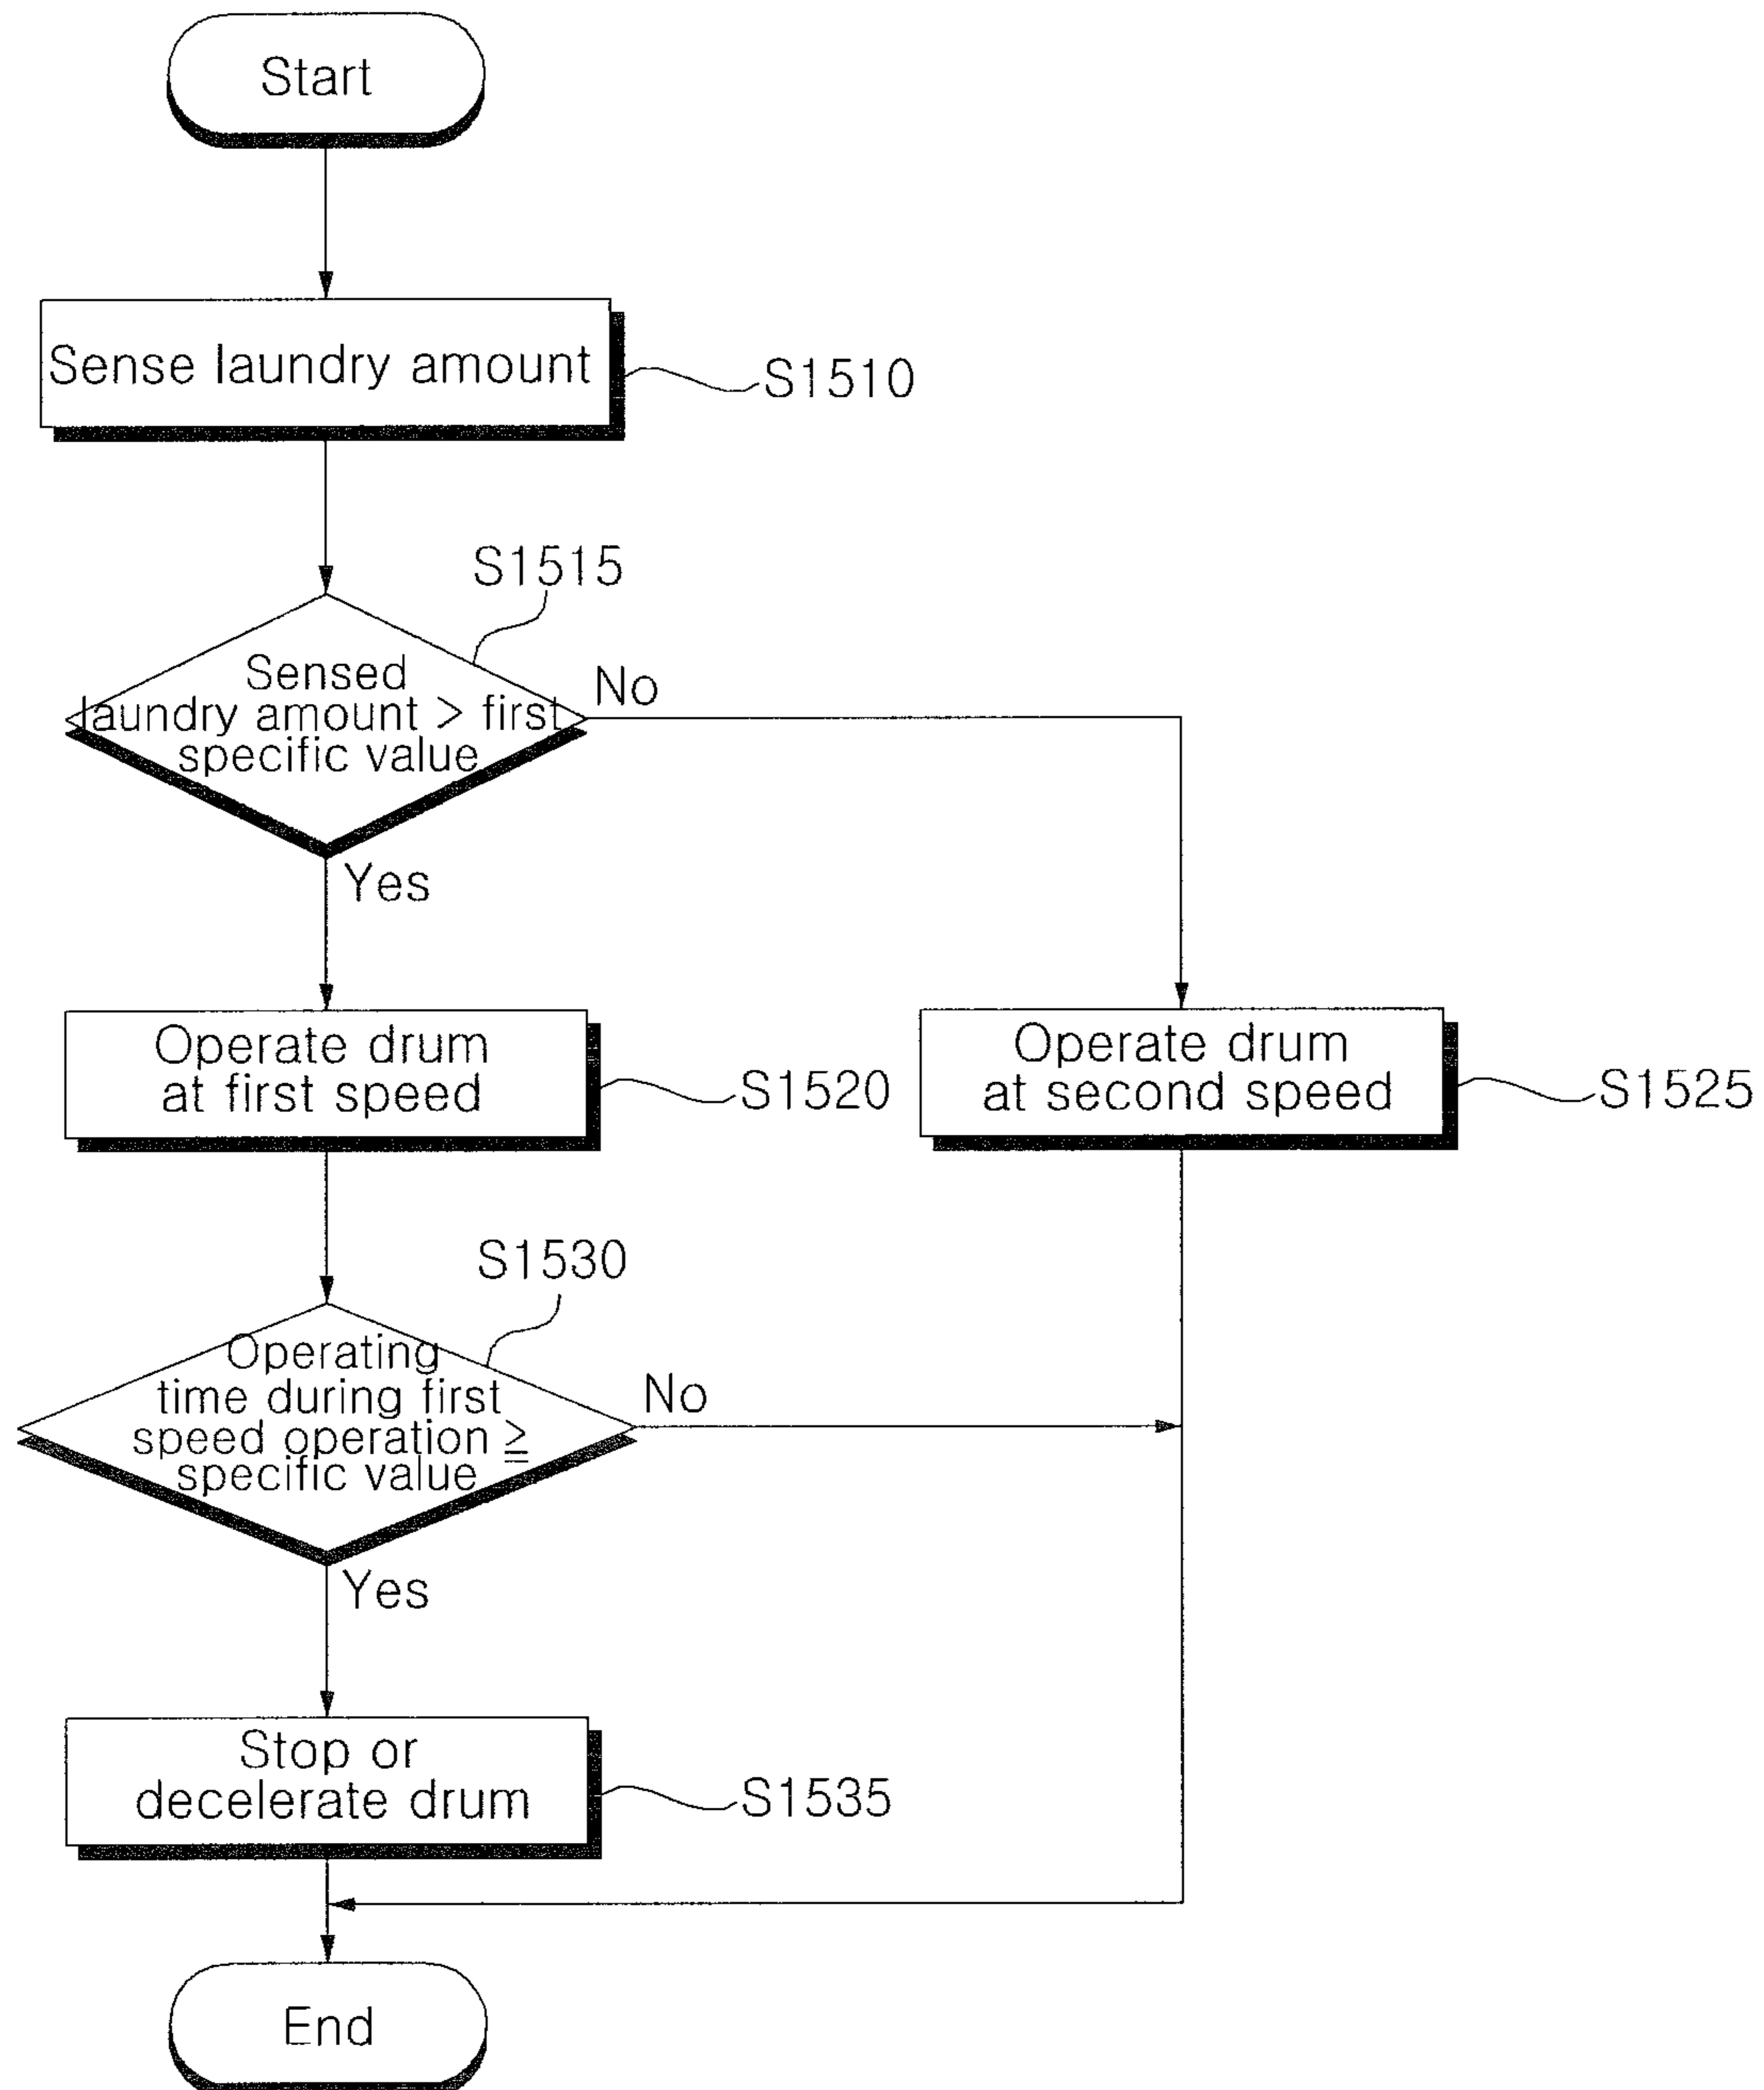 Start
Sense laundry amount
S1510
S1515
Sensed
laundry amount > first
specific value
No
Yes
Operate drum
at first speed
S1520
Operate drum
at second speed
S1525
S1530
Operating
time during first
speed operation ≧
specific value
No
Yes
Stop or
decelerate drum
S1535
End